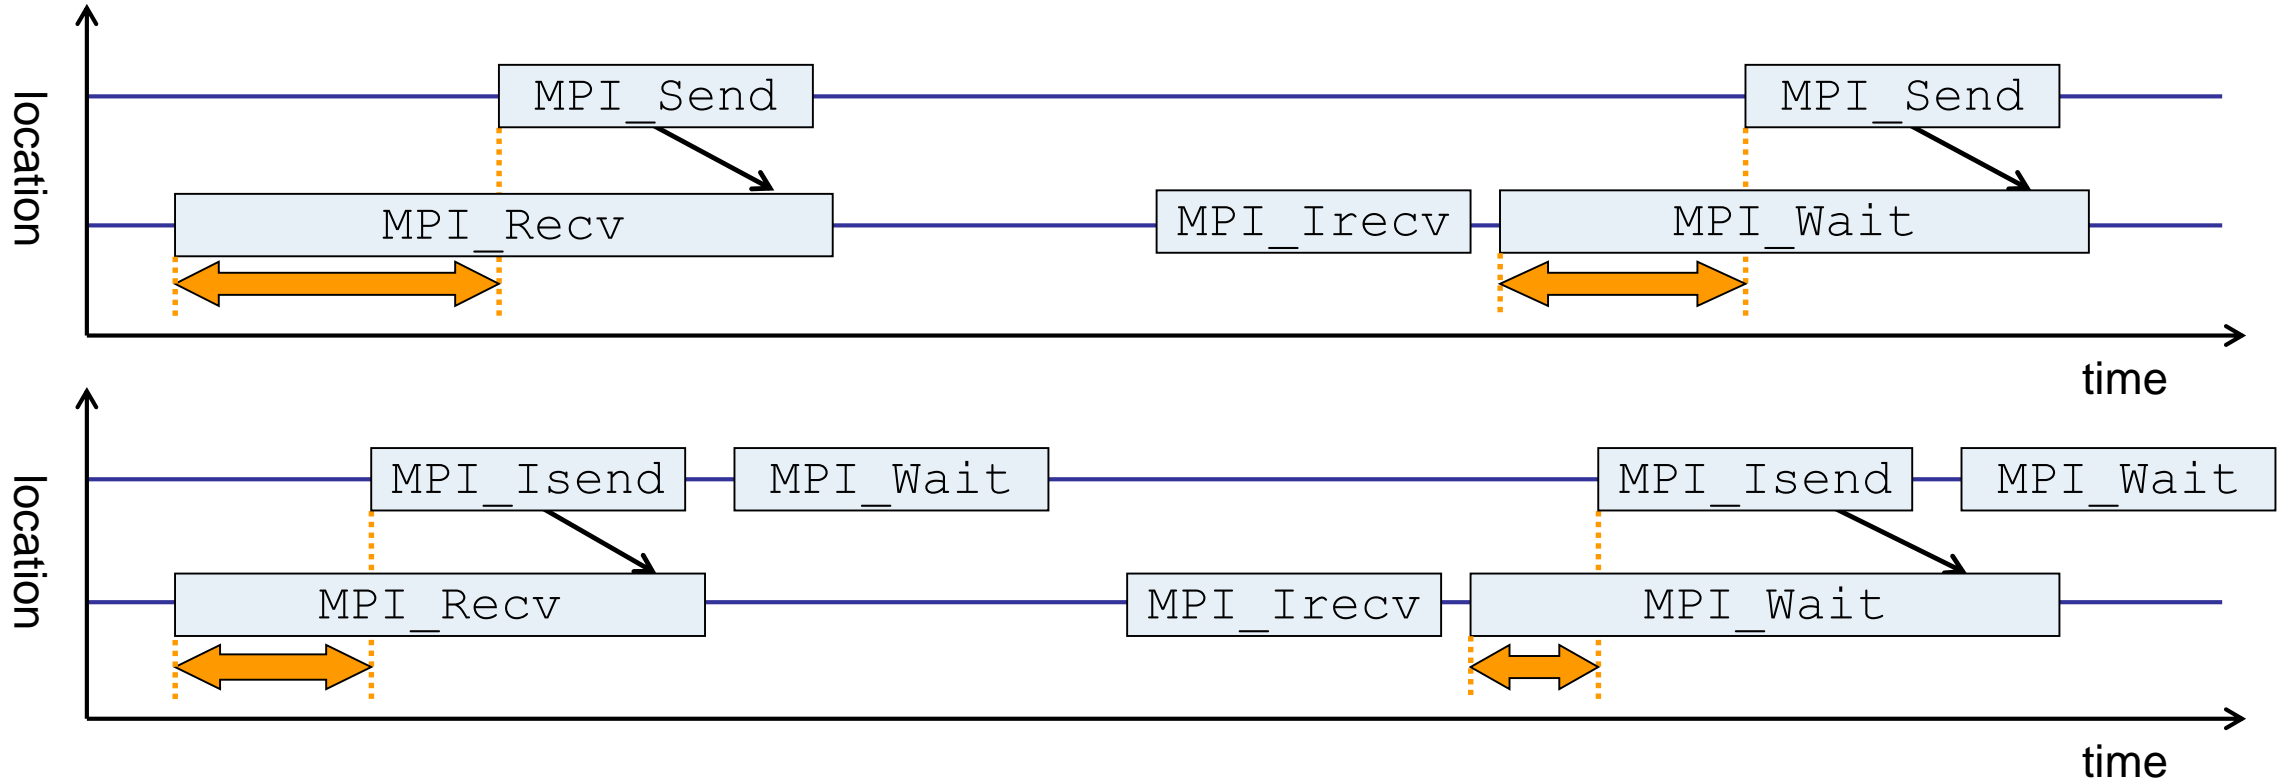 location
MPI_Send
MPI_Send
MPI_Recv
MPI_Irecv
MPI_Wait
time
location
MPI_Isend
MPI_Wait
MPI_Isend
MPI_Wait
MPI_Recv
MPI_Irecv
MPI_Wait
time